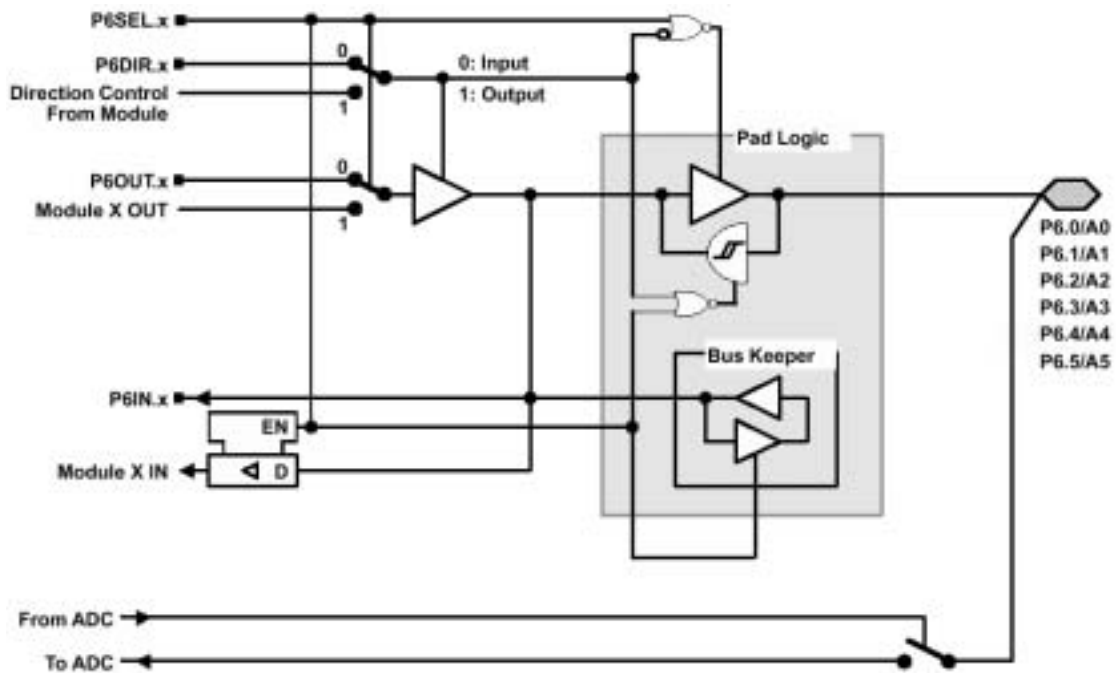 P6SEL.x
P6DIR.x
0
0: Input
Direction Control
From Module
1
1: Output
Pad Logic
P6OUT.x
0
Module X OUT
1
P6.0/A0
P6.1/A1
P6.2/A2
P6.3/A3
P6.4/A4
P6.5/A5
Bus Keeper
P6IN.x
EN
Module X IN
D
From ADC
To ADC